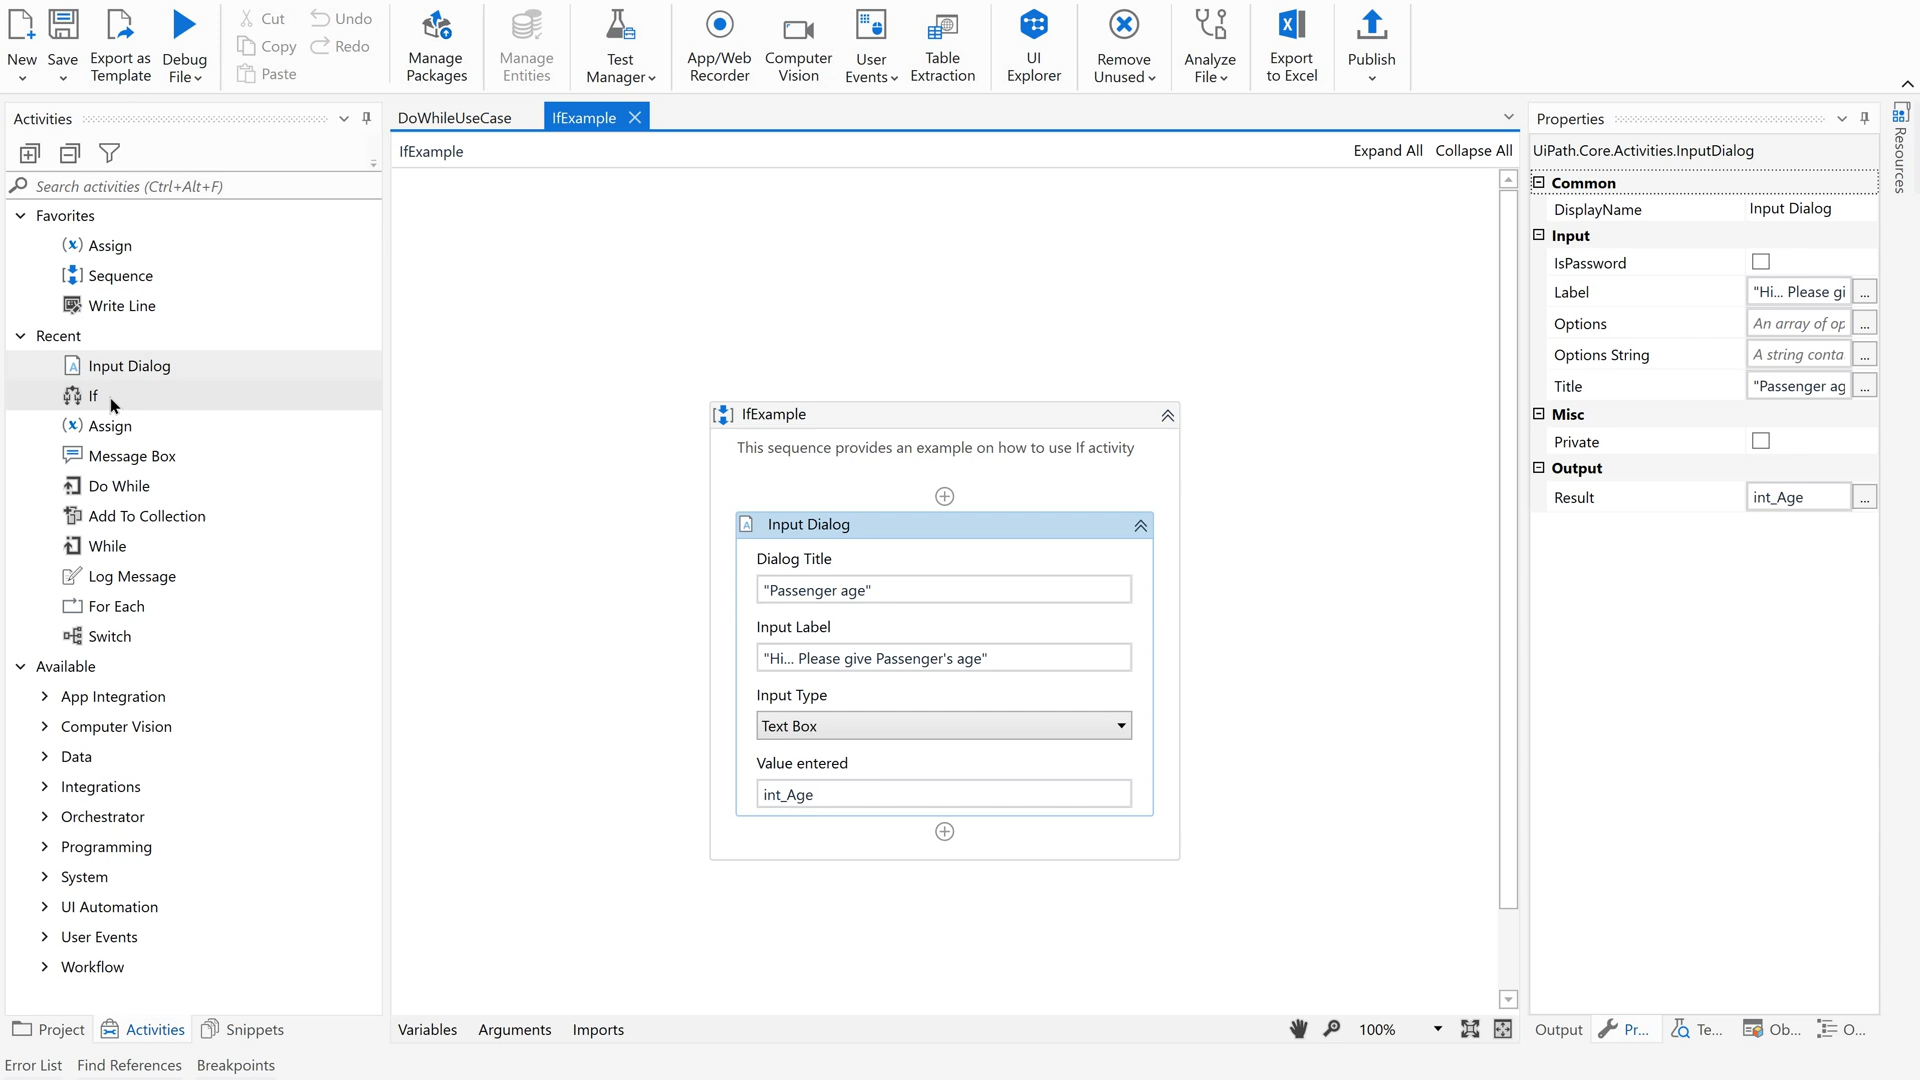 New
Save
Export as
Template
Debug
File
Cut
Copy
Paste
Undo
Redo
Manage
Packages
Manage
Entities
Test
Manager
App/Web
Recorder
Computer
Vision
User
Events
Table
Extraction
UI
Explorer
Remove
Unused
Analyze
File
Export
to Excel
Publish
Activities
Search activities (Ctrl+Alt+F)
Favorites
Assign
Sequence
Write Line
Recent
Input Dialog
If
Assign
Message Box
Do While
Add To Collection
While
Log Message
For Each
Switch
Available
App Integration
Computer Vision
Data
Integrations
Orchestrator
Programming
System
UI Automation
User Events
Workflow
Project
Activities
Snippets
Error List
Find References
Breakpoints
DoWhileUseCase
IfExample
IfExample
Expand All
Collapse All
IfExample
This sequence provides an example on how to use If activity
Input Dialog
Dialog Title
"Passenger age"
Input Label
"Hi... Please give Passenger's age"
Input Type
Text Box
Value entered
int_Age
Variables
Arguments
Imports
100%
Properties
UiPath.Core.Activities.InputDialog
Common
DisplayName
Input Dialog
Input
IsPassword
Label
"Hi... Please gi
...
Options
An array of op
...
Options String
A string conta
...
Title
"Passenger ag
...
Misc
Private
Output
Result
int_Age
...
Output
Pr...
Te...
Ob...
O...
Resources